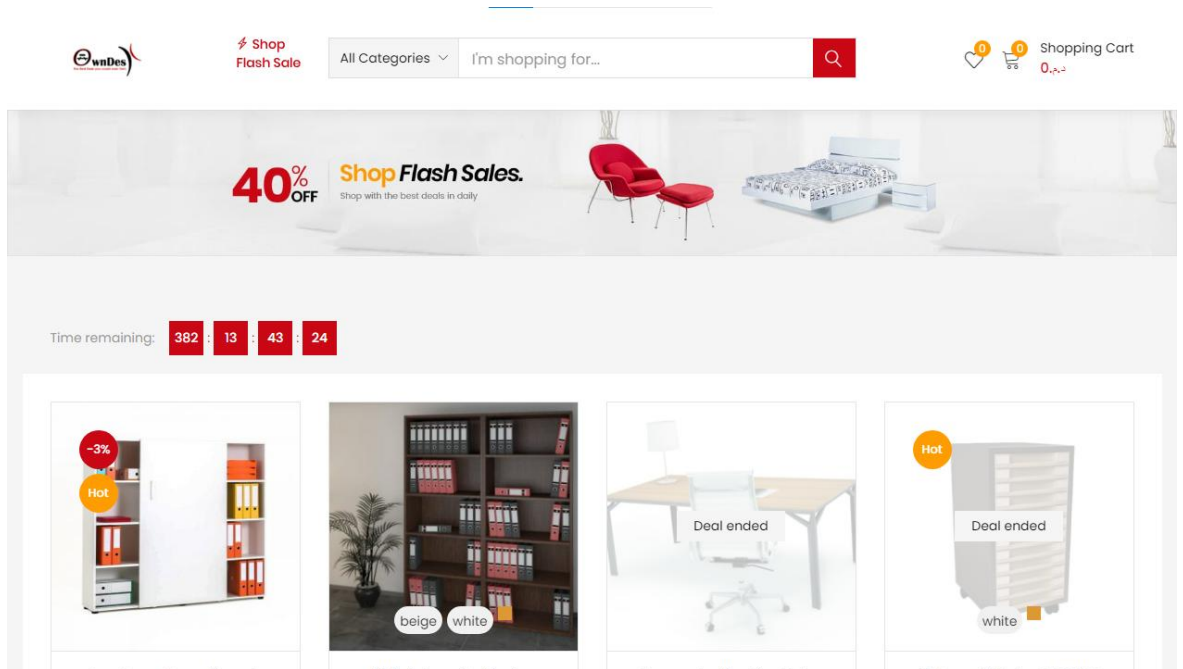 OwnDes
Shop
Flash Sale
All Categories
I'm shopping for...
0
0
Shopping Cart
0.د.م
40% OFF
Shop Flash Sales.
Shop with the best deals in daily
Time remaining: 382 : 13 : 43 : 24
-3%
Hot
beige white
Deal ended
Hot
Deal ended
white